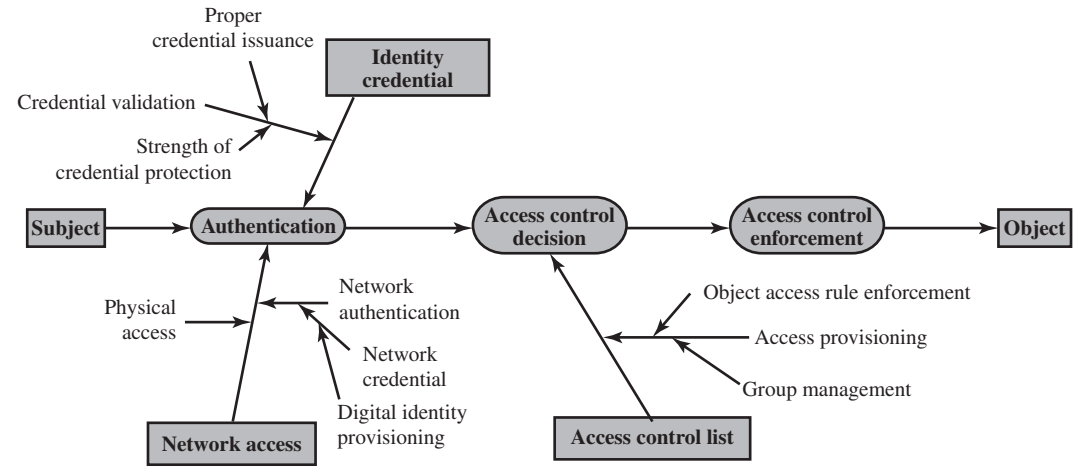 Proper
credential issuance
Identity
credential
Credential validation
Strength of
credential protection
Subject
Authentication
Access control
decision
Access control
enforcement
Object
Physical
access
Network
authentication
Network
credential
Digital identity
provisioning
Object access rule enforcement
Access provisioning
Group management
Network access
Access control list